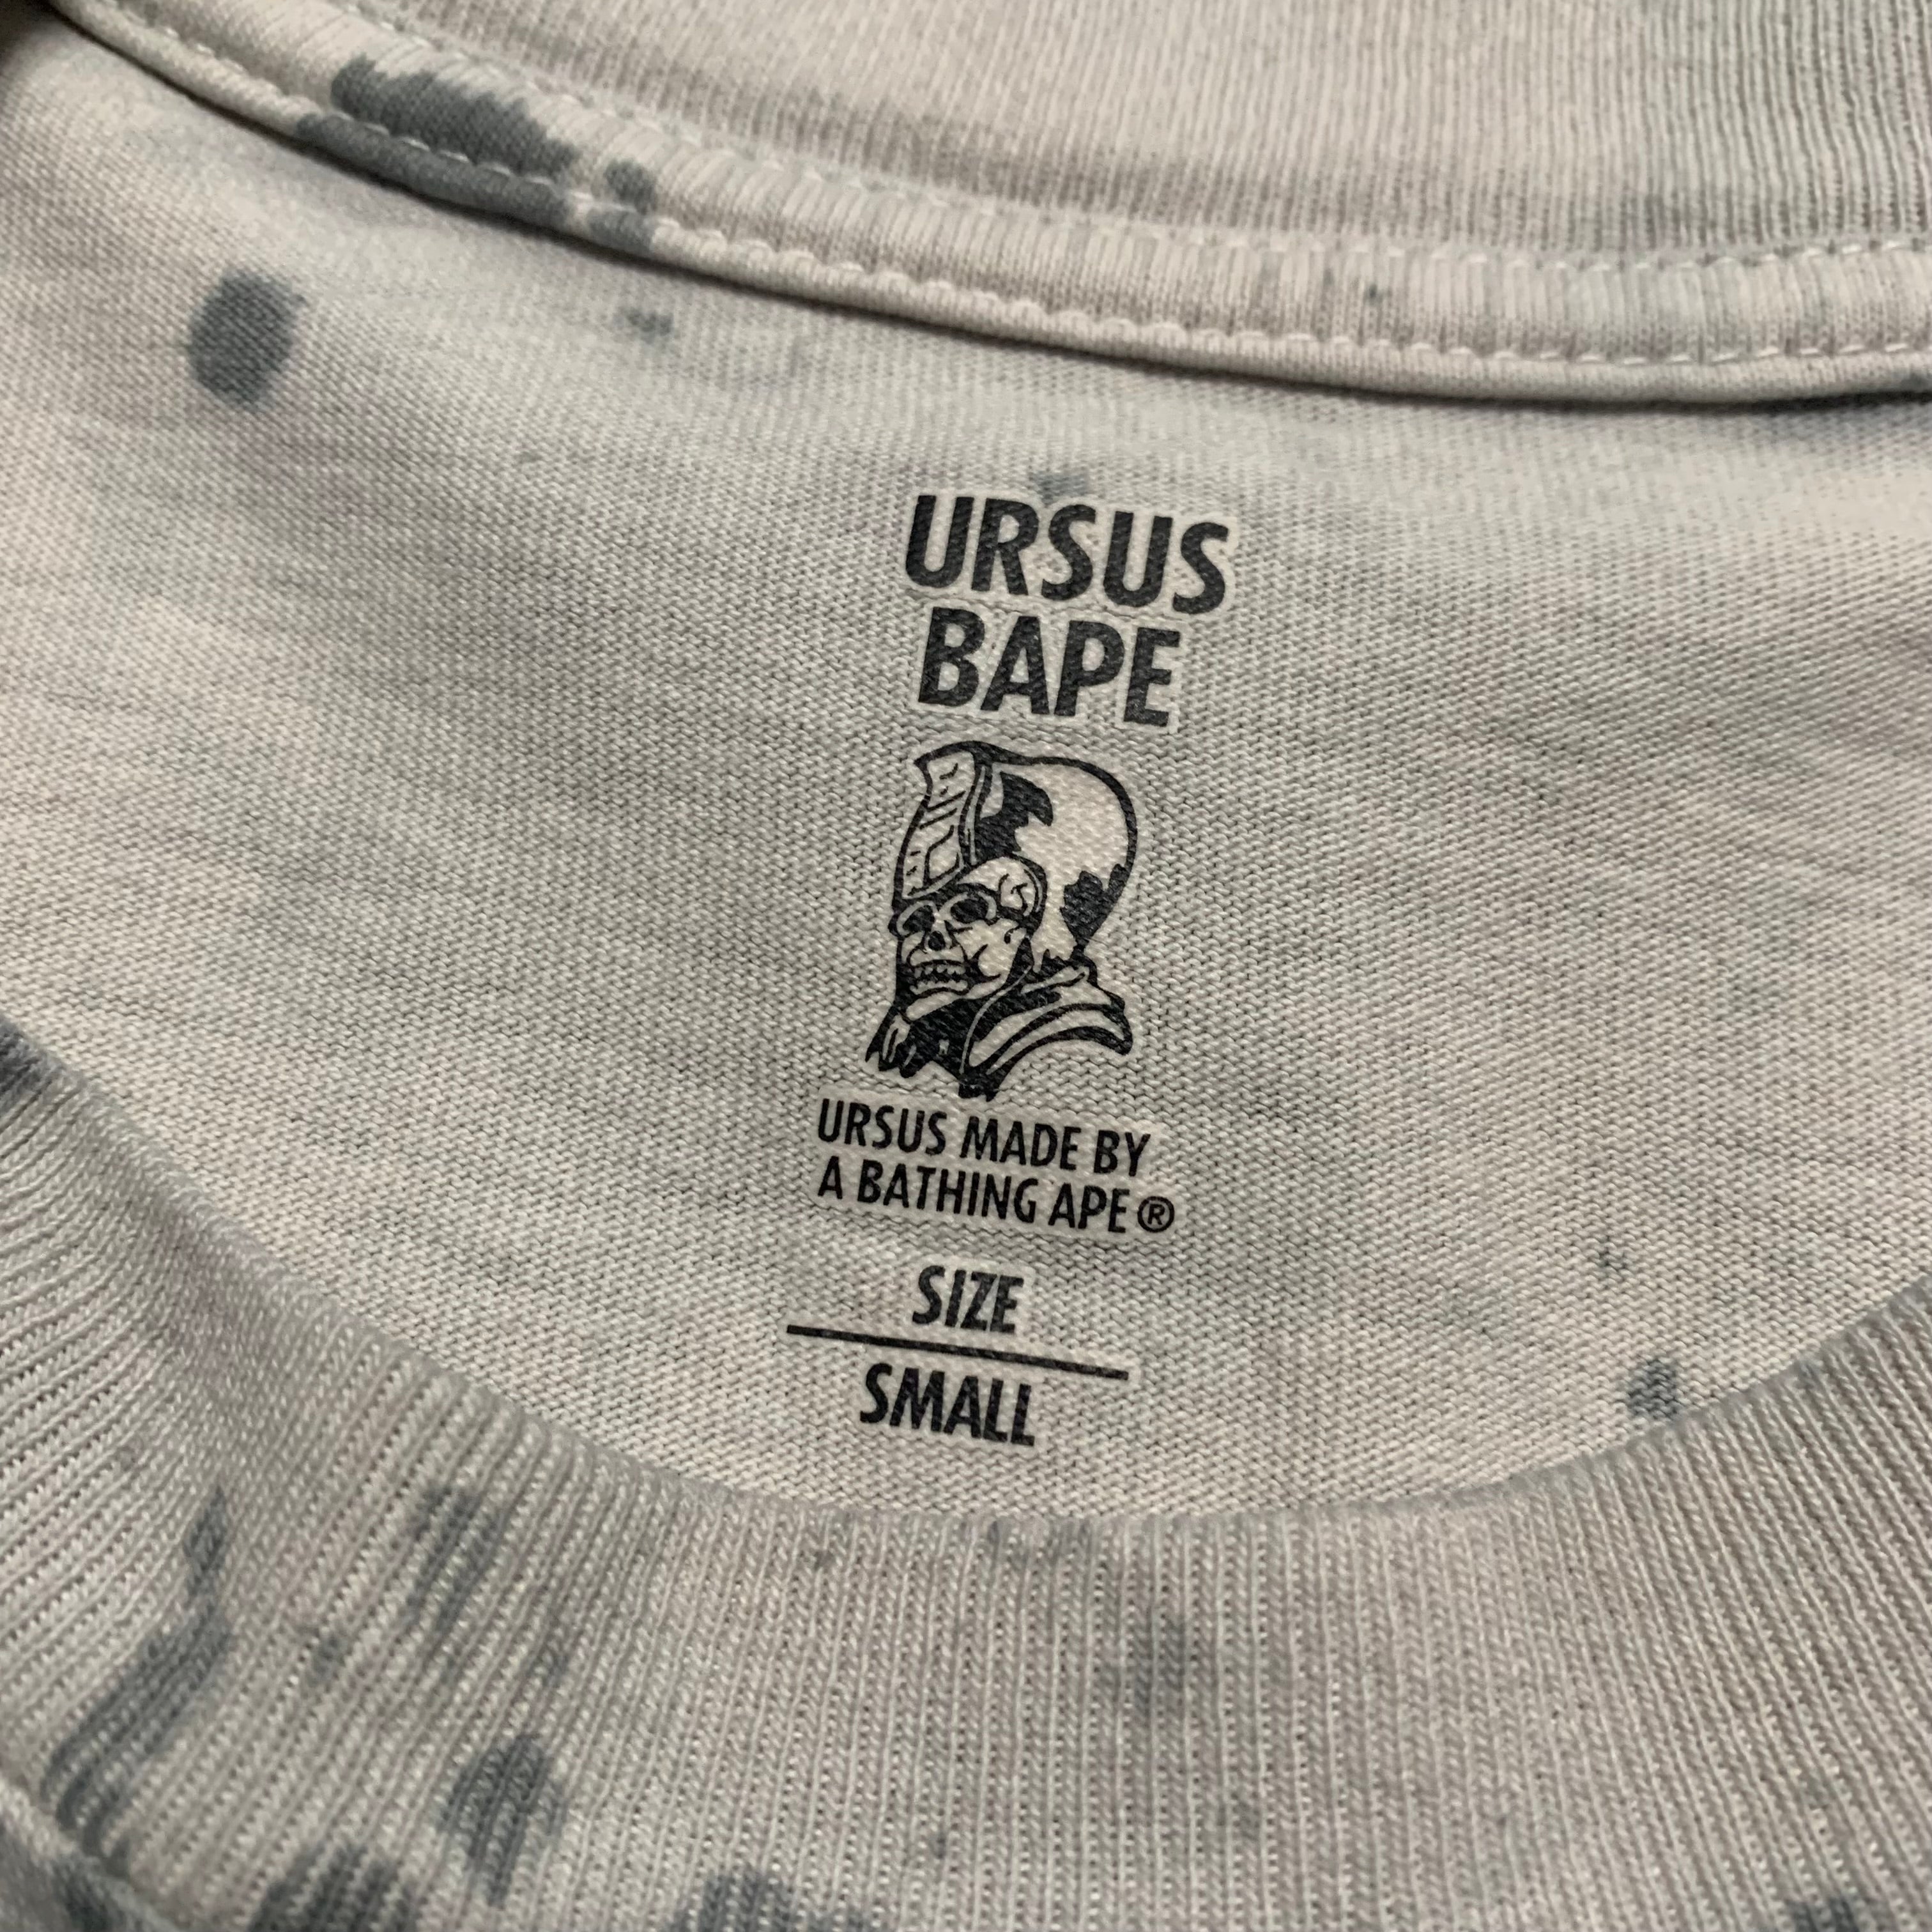 URSUS
BAPE
URSUS MADE BY
A BATHING APE®
SIZE
SMALL